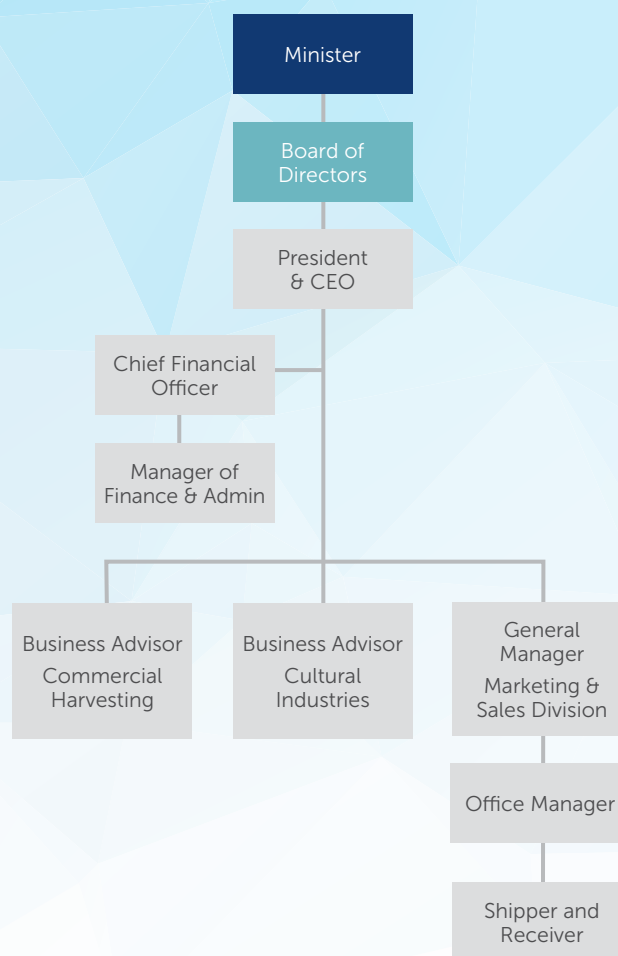 Minister
Board of
Directors
President
& CEO
Chief Financial
Officer
Manager of
Finance & Admin
Business Advisor
Commercial
Harvesting
Business Advisor
Cultural
Industries
General
Manager
Marketing &
Sales Division
Office Manager
Shipper and
Receiver